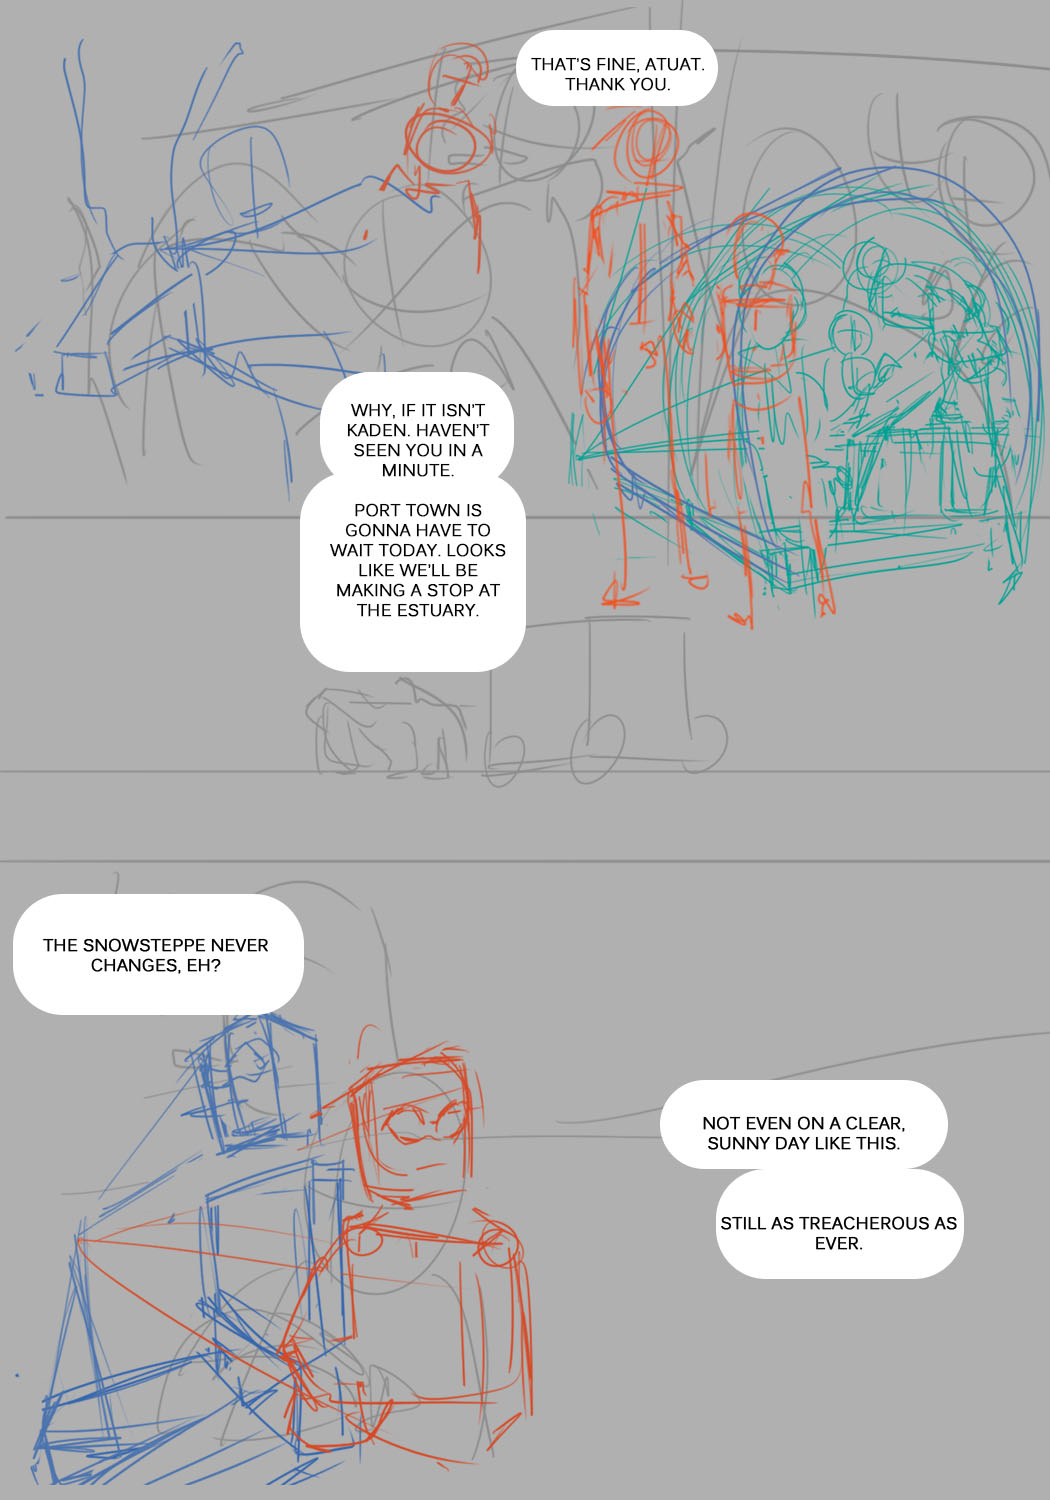 THAT'S FINE, ATUAT.
THANK YOU.
WHY, IF IT ISN'T
KADEN. HAVEN'T
SEEN YOU IN A
MINUTE.
PORT TOWN IS
GONNA HAVE TO
WAIT TODAY. LOOKS
LIKE WE'LL BE
MAKING A STOP AT
THE ESTUARY.
THE SNOWSTEPPE NEVER
CHANGES, EH?
NOT EVEN ON A CLEAR,
SUNNY DAY LIKE THIS.
STILL AS TREACHEROUS AS
EVER.